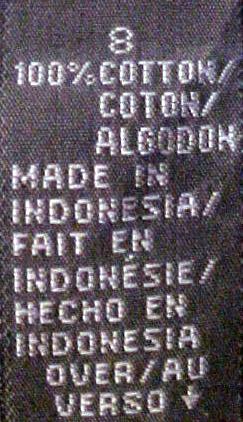 8
100%COTTON/
COTON/
ALGODON
MADE IN
INDONESIA/
FAIT EN
INDONÉSIE/
HECHO EN
INDONESIA
OVER/AU
VERSO ↓